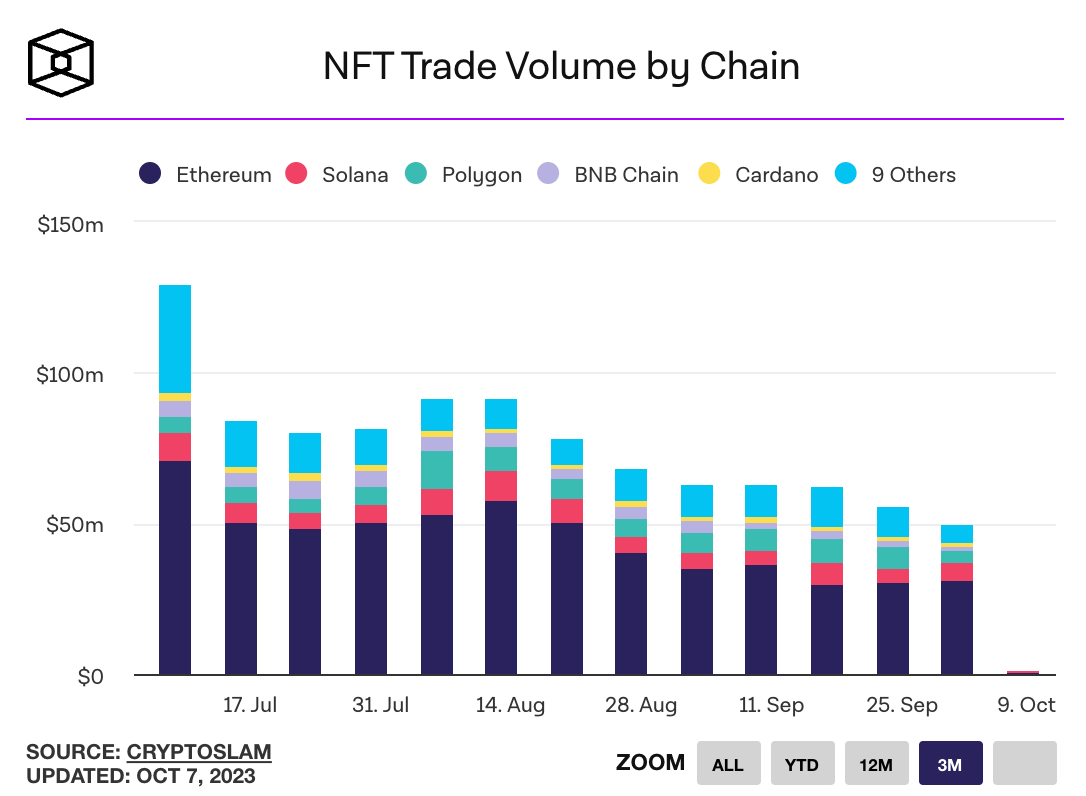 NFT Trade Volume by Chain
Ethereum Solana Polygon BNB Chain Cardano 9 Others
$150m
$100m
$50m
$0
17. Jul 31. Jul 14. Aug 28. Aug 11. Sep 25. Sep 9. Oct
SOURCE: CRYPTOSLAM
UPDATED: OCT 7, 2023
ZOOM ALL YTD 12M 3M